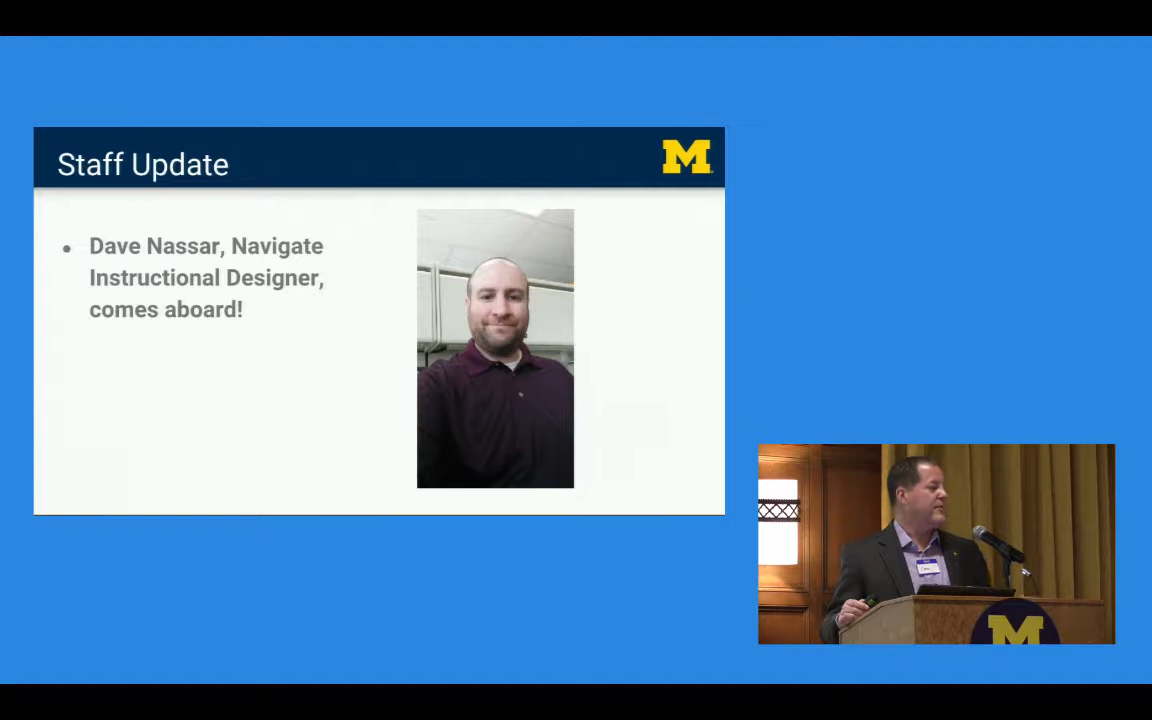 Staff Update
M
• Dave Nassar, Navigate
Instructional Designer,
comes aboard!
M